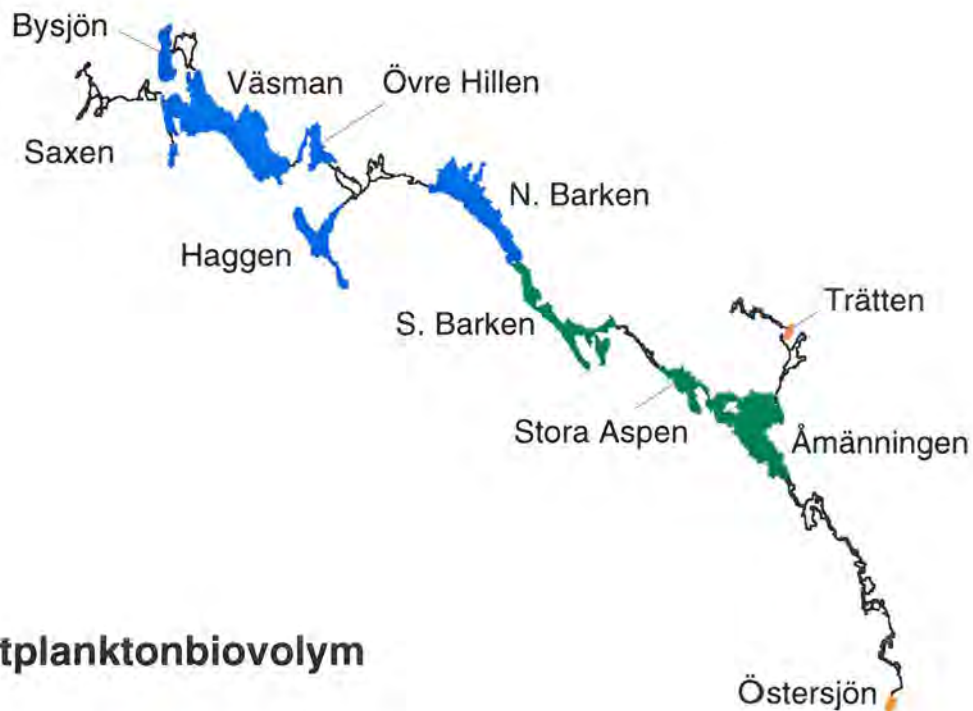 Bysjön
Väsman
Övre Hillen
Saxen
N. Barken
Haggen
S. Barken
Trätten
Stora Aspen
Åmänningen
tplanktonbiovolym
Östersjön